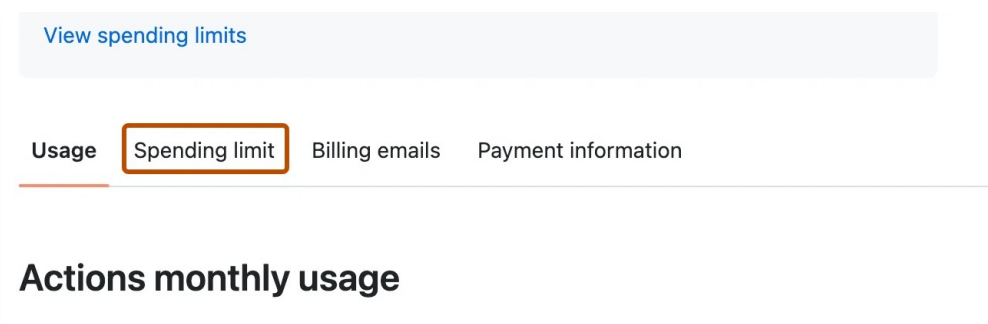 View spending limits
Usage Spending limit Billing emails Payment information
Actions monthly usage